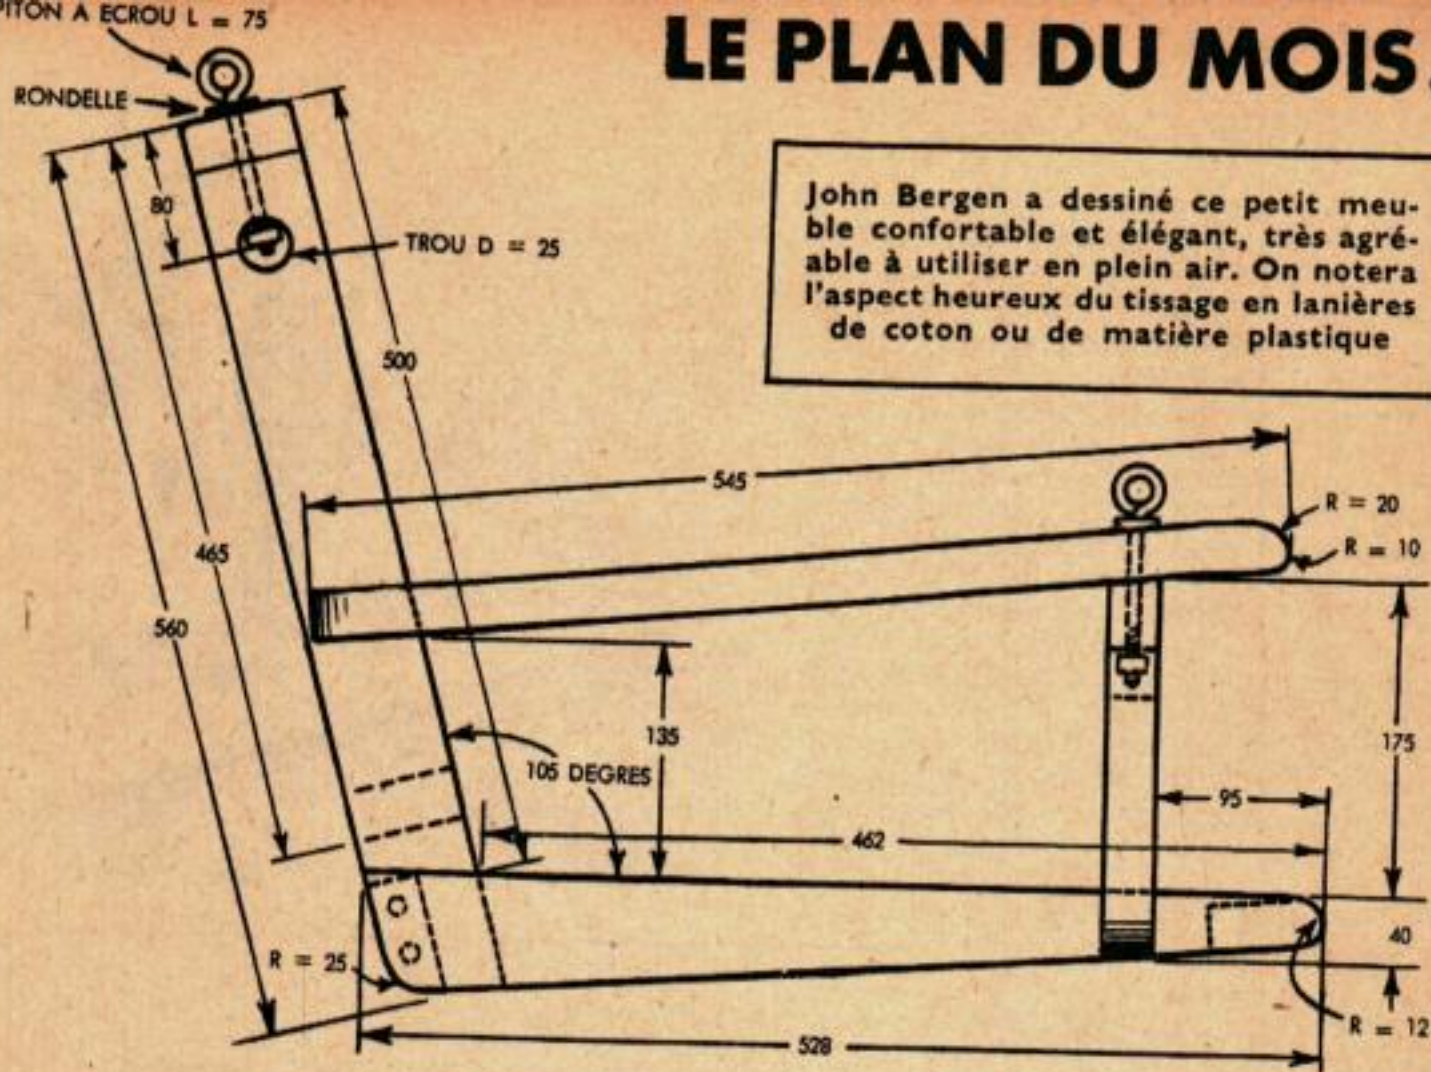 PITON A ECROU L = 75
LE PLAN DU MOIS
RONDELLE
John Bergen a dessiné ce petit meu-
ble confortable et élégant, très agré-
able à utiliser en plein air. On notera
l'aspect heureux du tissage en lanières
de coton ou de matière plastique
80
TROU D = 25
500
545
R = 20
R = 10
465
560
135
175
105 DEGRES
95
462
40
R = 25
R = 12
528